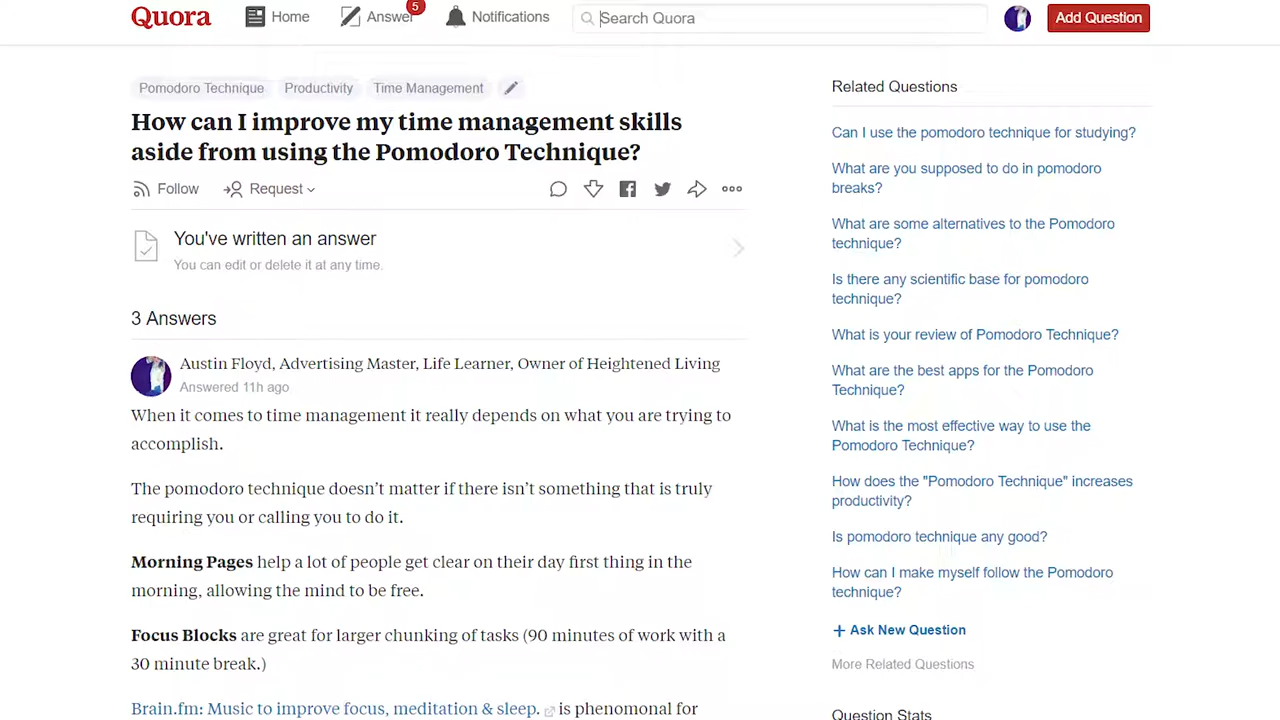 Quora
Home
Answer
5
Notifications
Search Quora
Add Question
Pomodoro Technique
Productivity
Time Management
How can I improve my time management skills
aside from using the Pomodoro Technique?
Follow
Request
You've written an answer
You can edit or delete it at any time.
3 Answers
Austin Floyd, Advertising Master, Life Learner, Owner of Heightened Living
Answered 11h ago
When it comes to time management it really depends on what you are trying to
accomplish.
The pomodoro technique doesn’t matter if there isn’t something that is truly
requiring you or calling you to do it.
Morning Pages help a lot of people get clear on their day first thing in the
morning, allowing the mind to be free.
Focus Blocks are great for larger chunking of tasks (90 minutes of work with a
30 minute break.)
Brain.fm: Music to improve focus, meditation & sleep. is phenomonal for
Related Questions
Can I use the pomodoro technique for studying?
What are you supposed to do in pomodoro
breaks?
What are some alternatives to the Pomodoro
technique?
Is there any scientific base for pomodoro
technique?
What is your review of Pomodoro Technique?
What are the best apps for the Pomodoro
Technique?
What is the most effective way to use the
Pomodoro Technique?
How does the "Pomodoro Technique" increases
productivity?
Is pomodoro technique any good?
How can I make myself follow the Pomodoro
technique?
+ Ask New Question
More Related Questions
Question Stats